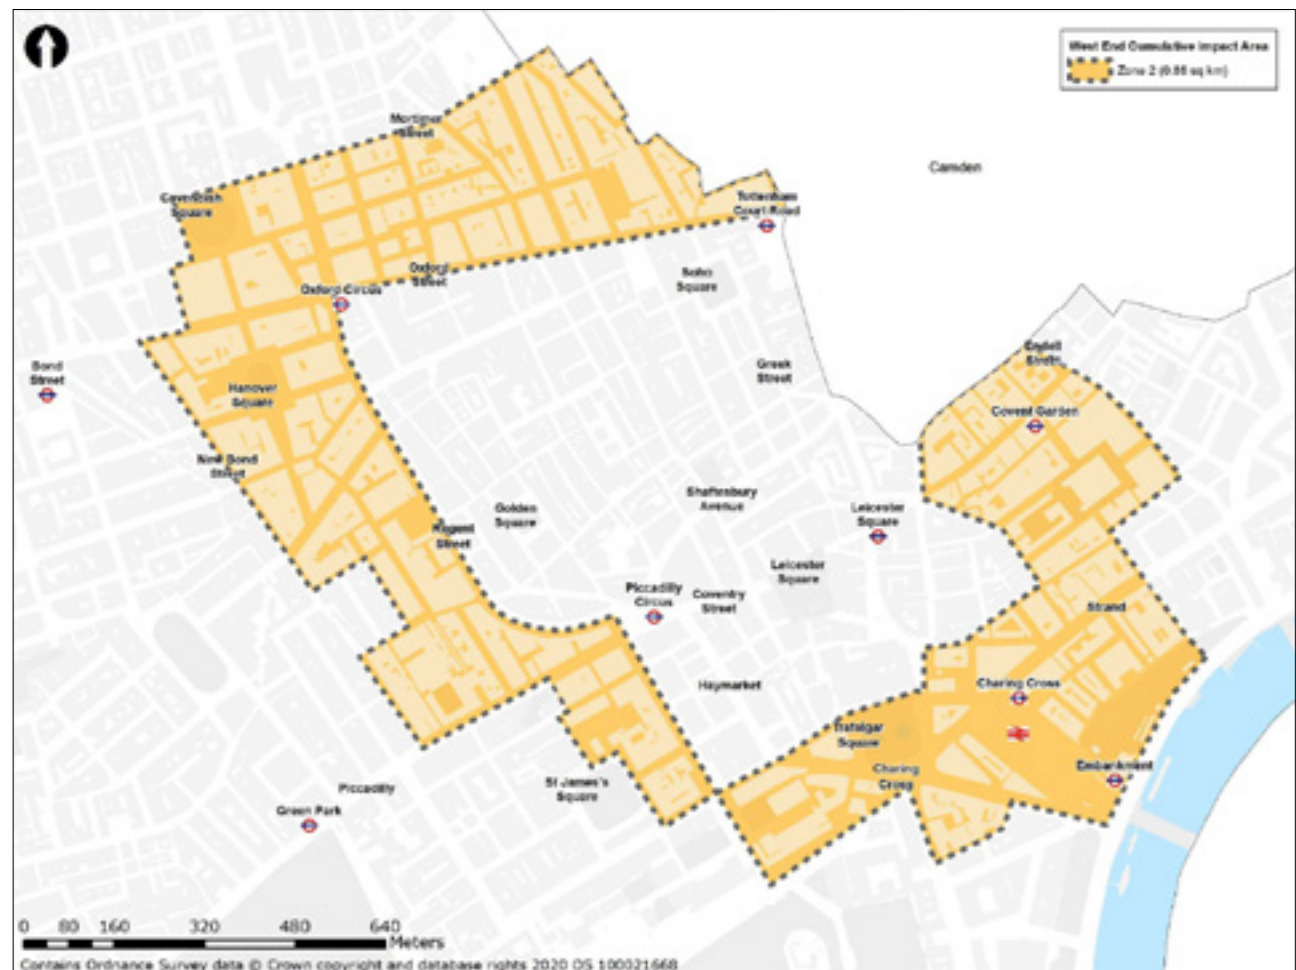 West End Cumulative Impact Area
Zone 2 (0.86 sq km)
Mortimer
Street
Camden
Cavendish
Square
Tottenham
Court Road
Oxford
Street
Soho
Square
Oxford Circus
Endell
Street
Bond
Street
Greek
Street
Hanover
Square
Covent Garden
New Bond
Street
Shaftesbury
Avenue
Golden
Square
Leicester
Square
Regent
Street
Leicester
Square
Piccadilly
Circus
Coventry
Street
Strand
Haymarket
Charing Cross
Trafalgar
Square
Charing
Cross
Embankment
St James's
Square
Piccadilly
Green Park
0 80 160 320 480 640
Meters
Contains Ordnance Survey data © Crown copyright and database rights 2020 OS 100021668